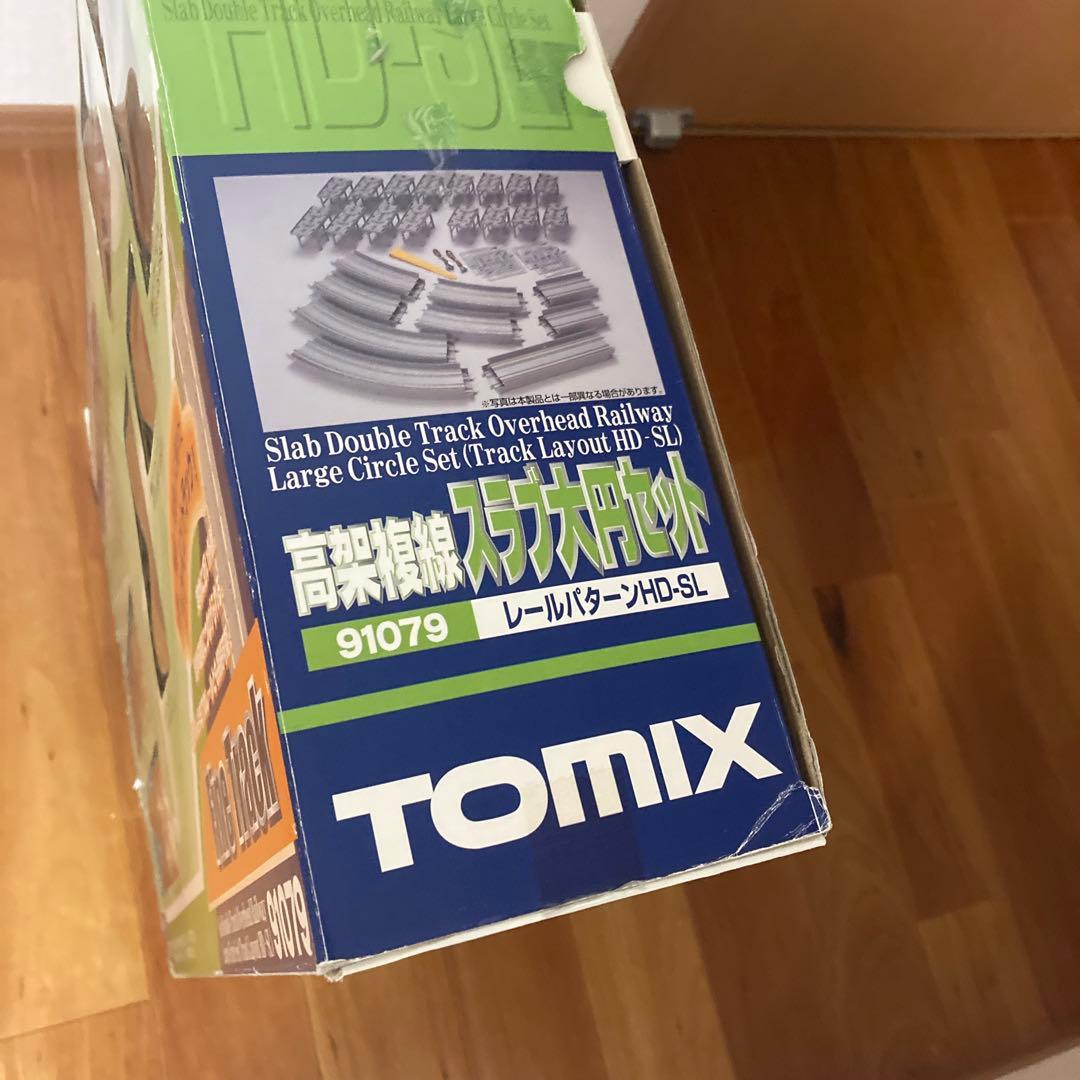 Slab Double Track Overhead Railway Large Circle Set
HD-SL
※写真は本製品とは一部異なる場合があります。
Slab Double Track Overhead Railway
Large Circle Set (Track Layout HD-SL)
高架複線スラブ大円セット
91079 レールパターンHD-SL
TOMIX
Fine Track
91079